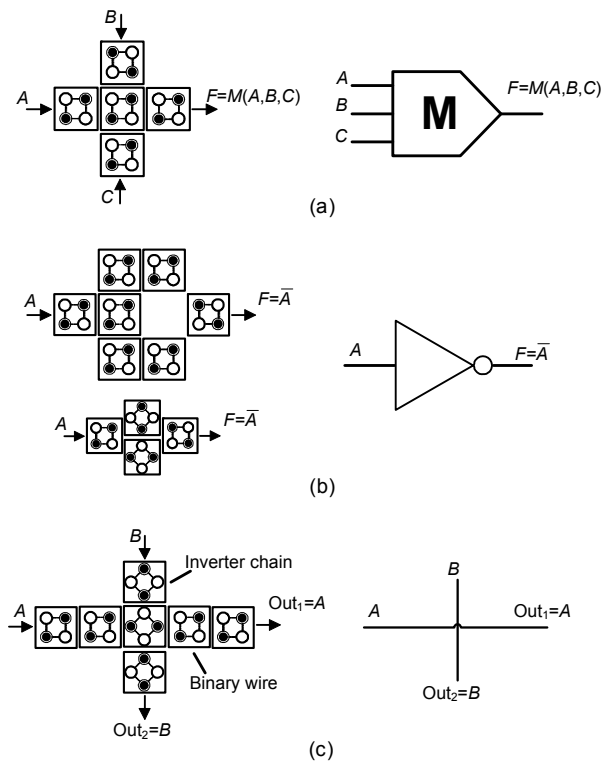 B
A
F=M(A,B,C)
C
A
B
C
M
F=M(A,B,C)
(a)
A
F=A̅
A
F=A̅
A
F=A̅
(b)
B
Inverter chain
A
Out₁=A
Binary wire
Out₂=B
B
A
Out₁=A
Out₂=B
(c)